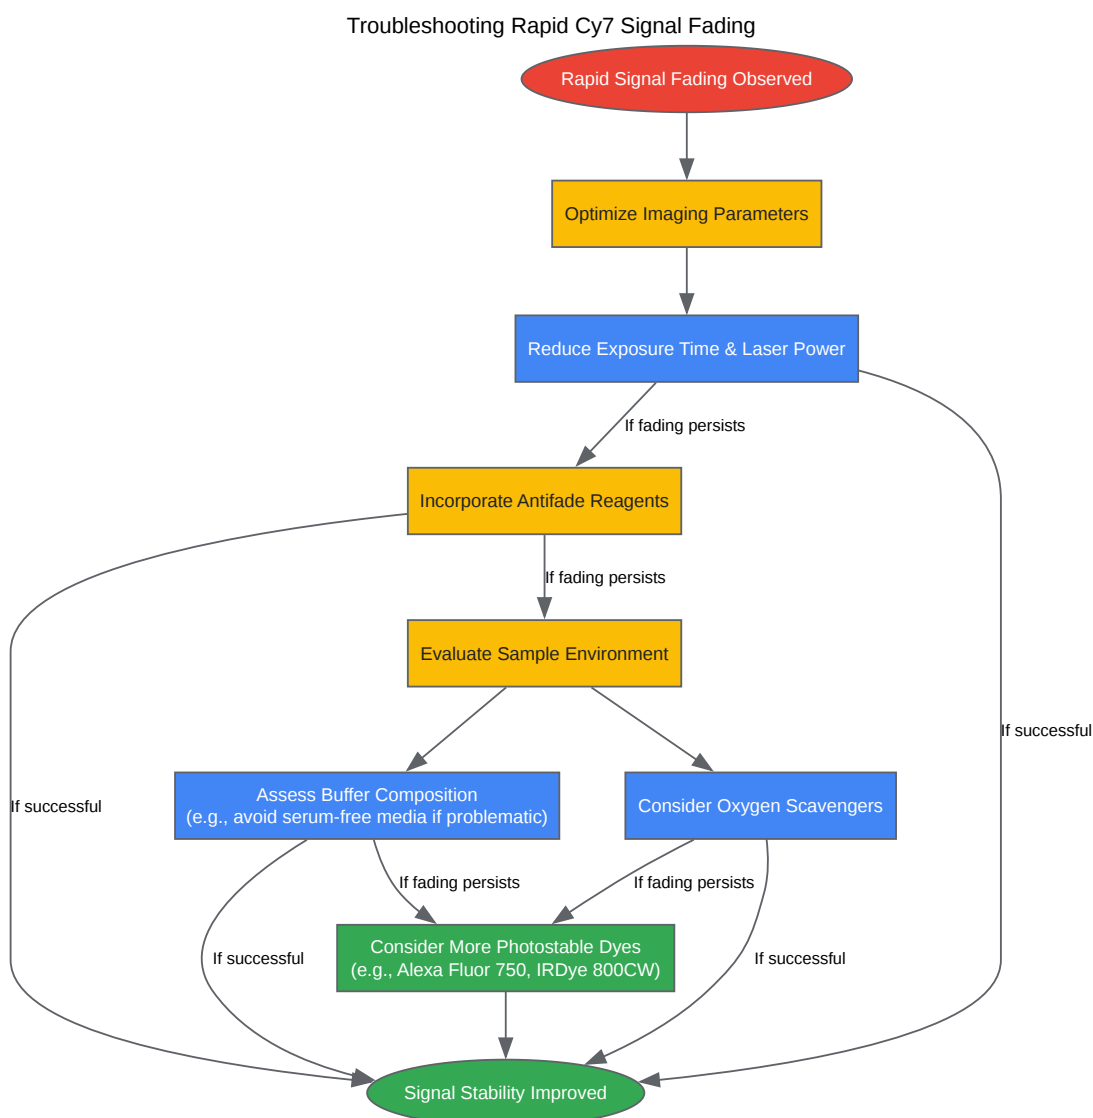 Troubleshooting Rapid Cy7 Signal Fading
Rapid Signal Fading Observed
Optimize Imaging Parameters
Reduce Exposure Time & Laser Power
If fading persists
Incorporate Antifade Reagents
If fading persists
Evaluate Sample Environment
If successful
Assess Buffer Composition
(e.g., avoid serum-free media if problematic)
Consider Oxygen Scavengers
If successful
If fading persists
If fading persists
Consider More Photostable Dyes
(e.g., Alexa Fluor 750, IRDye 800CW)
If successful
If successful
Signal Stability Improved